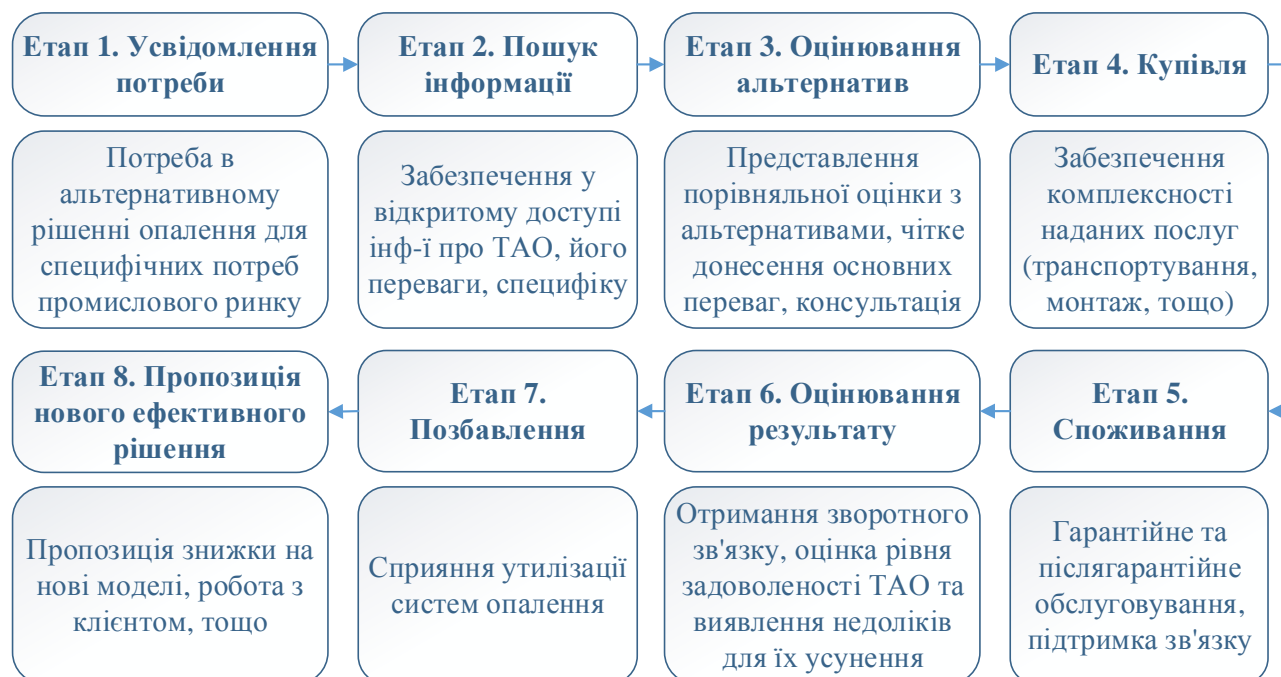 Етап 1. Усвідомлення
потреби
Етап 2. Пошук
інформації
Етап 3. Оцінювання
альтернатив
Етап 4. Купівля
Потреба в
альтернативному
рішенні опалення для
специфічних потреб
промислового ринку
Забезпечення у
відкритому доступі
інф-ї про ТАО, його
переваги, специфіку
Представлення
порівняльної оцінки з
альтернативами, чітке
донесення основних
переваг, консультація
Забезпечення
комплексності
наданих послуг
(транспортування,
монтаж, тощо)
Етап 8. Пропозиція
нового ефективного
рішення
Етап 7.
Позбавлення
Етап 6. Оцінювання
результату
Етап 5.
Споживання
Пропозиція знижки на
нові моделі, робота з
клієнтом, тощо
Сприяння утилізації
систем опалення
Отримання зворотного
зв'язку, оцінка рівня
задоволеності ТАО та
виявлення недоліків
для їх усунення
Гарантійне та
післягарантійне
обслуговування,
підтримка зв'язку